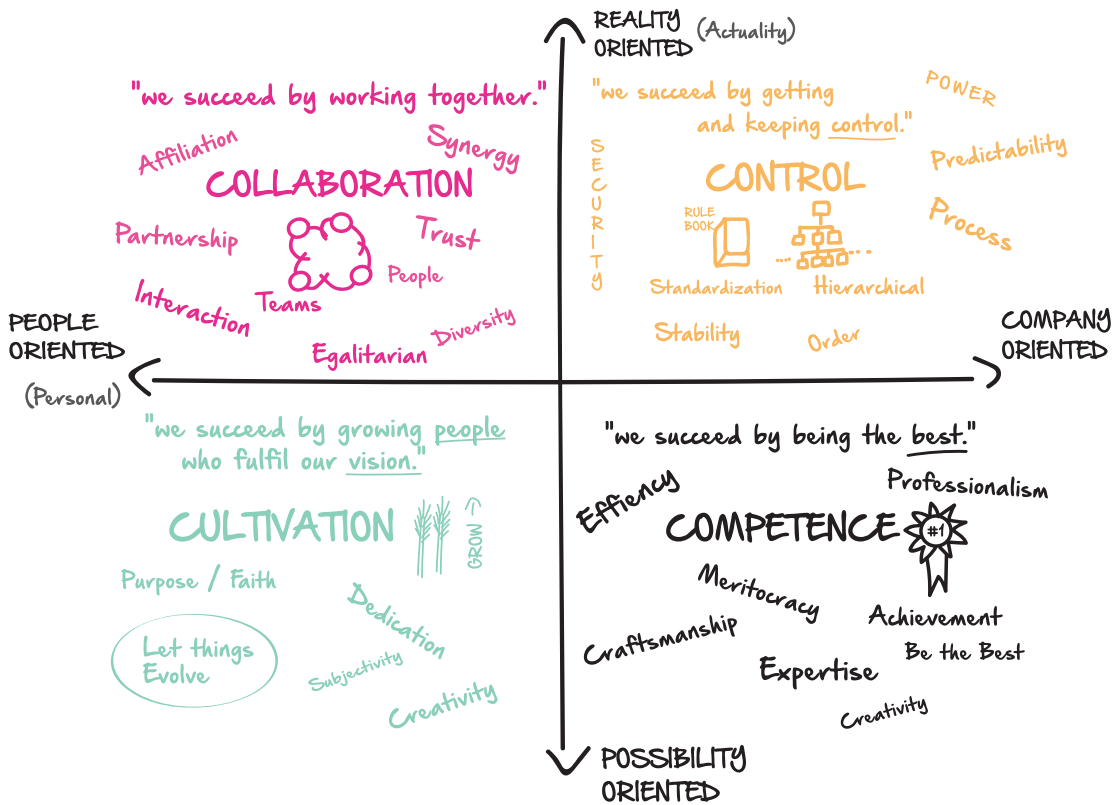 REALITY
ORIENTED (Actuality)
"we succeed by working together."
Affiliation
Synergy
COLLABORATION
Partnership
Trust
People
Interaction
Teams
Diversity
Egalitarian
"we succeed by getting
and keeping control."
POWER
SECURITY
Predictability
CONTROL
RULE
BOOK
Process
Standardization
Hierarchical
Stability
Order
PEOPLE
ORIENTED
(Personal)
COMPANY
ORIENTED
"we succeed by growing people
who fulfil our vision."
CULTIVATION
GROW
Purpose / Faith
Dedication
Let things
Evolve
Subjectivity
Creativity
"we succeed by being the best."
Effiency
Professionalism
COMPETENCE
#1
Meritocracy
Achievement
Craftsmanship
Be the Best
Expertise
Creativity
POSSIBILITY
ORIENTED